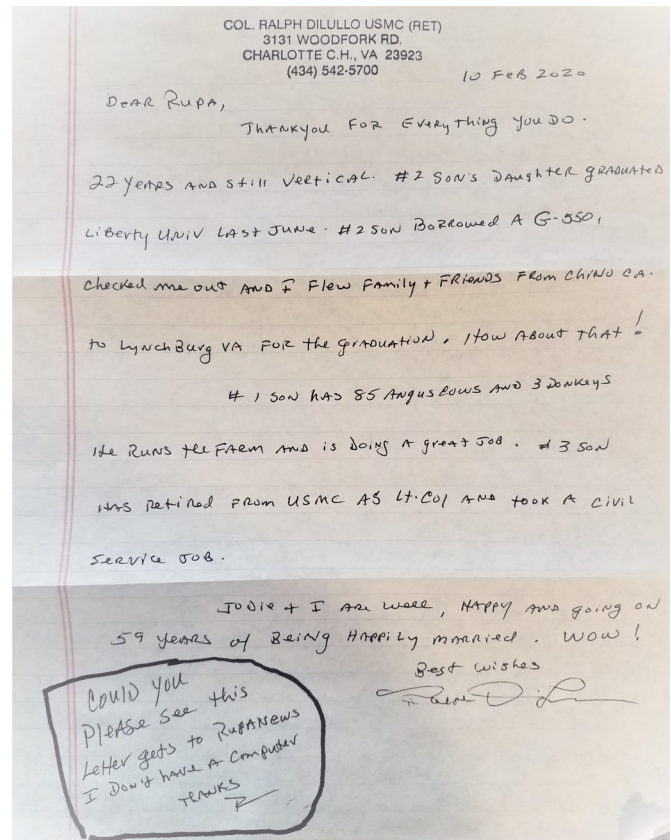 COL. RALPH DILULLO USMC (RET)
3131 WOODFORK RD.
CHARLOTTE C.H., VA 23923
(434) 542-5700
10 FEB 2020
DEAR RUPA,
THANKYOU FOR EVERYTHING YOU DO.
22 YEARS AND STILL VERTICAL. #2 SON'S DAUGHTER GRADUATED
LIBERTY UNIV LAST JUNE. #2 SON BORROWED A G-550,
CHECKED ME OUT AND I FLEW FAMILY + FRIENDS FROM CHINO CA.
TO LYNCHBURG VA FOR THE GRADUATION. HOW ABOUT THAT!
# 1 SON HAS 85 ANGUS COWS AND 3 DONKEYS
HE RUNS THE FARM AND IS DOING A GREAT JOB. #3 SON
HAS RETIRED FROM USMC AS LT. COL AND TOOK A CIVIL
SERVICE JOB.
JODIE + I ARE WELL, HAPPY AND GOING ON
59 YEARS OF BEING HAPPILY MARRIED. WOW!
BEST WISHES
COULD YOU
PLEASE SEE THIS
LETTER GETS TO RUPANEWS
I DON'T HAVE A COMPUTER
THANKS
R